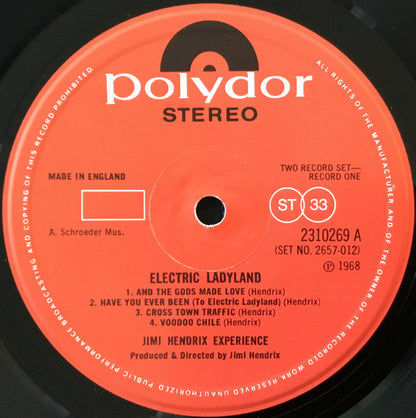 polydor
STEREO
MADE IN ENGLAND
TWO RECORD SET—
RECORD ONE
ST 33
A. Schroeder Mus.
2310269 A
(SET NO. 2657-012)
℗ 1968
ELECTRIC LADYLAND
1. AND THE GODS MADE LOVE (Hendrix)
2. HAVE YOU EVER BEEN (To Electric Ladyland) (Hendrix)
3. CROSS TOWN TRAFFIC (Hendrix)
4. VOODOO CHILE (Hendrix)
JIMI HENDRIX EXPERIENCE
Produced & Directed by Jimi Hendrix
ALL RIGHTS OF THE MANUFACTURER AND OF THE OWNER OF THE RECORDED WORK RESERVED UNAUTHORIZED PUBLIC PERFORMANCE BROADCASTING AND COPYING OF THIS RECORD PROHIBITED.